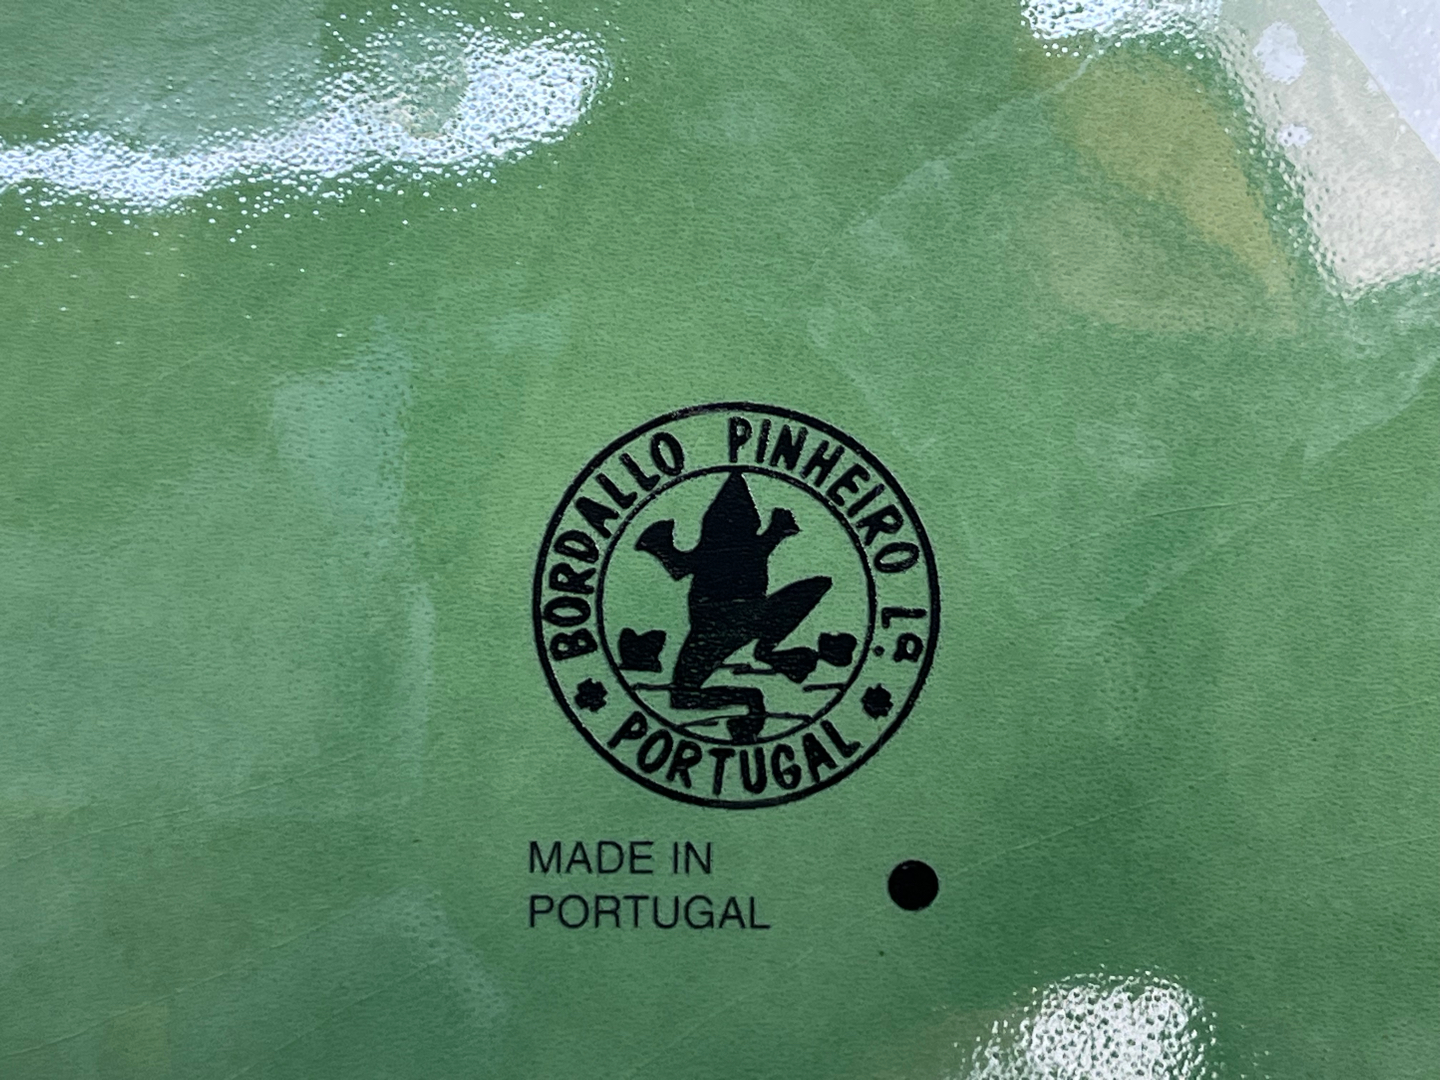 BORDALLO PINHEIRO Lª.
PORTUGAL
MADE IN
PORTUGAL